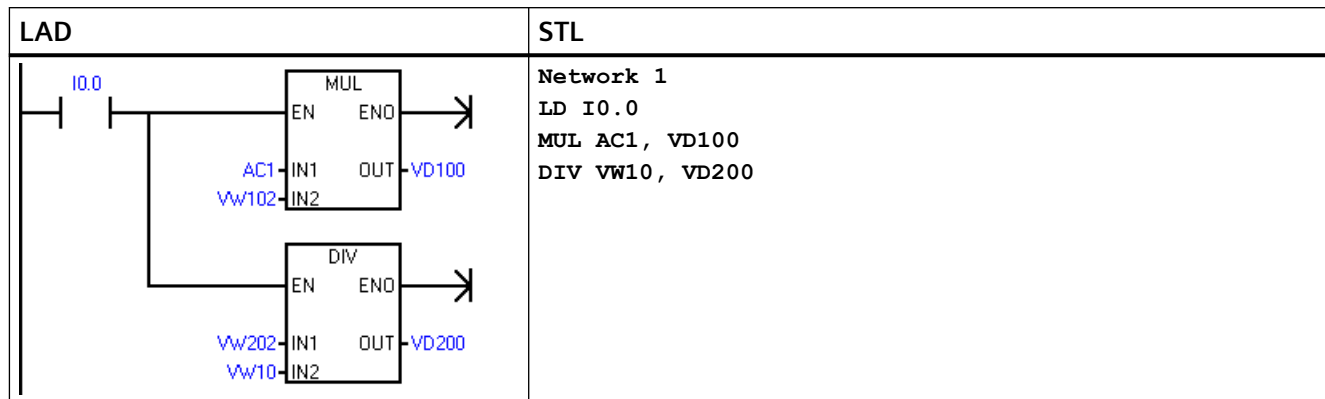 LAD
STL
I0.0
MUL
EN ENO
AC1 IN1 OUT VD100
VW102 IN2
DIV
EN ENO
VW202 IN1 OUT VD200
VW10 IN2
Network 1
LD I0.0
MUL AC1, VD100
DIV VW10, VD200